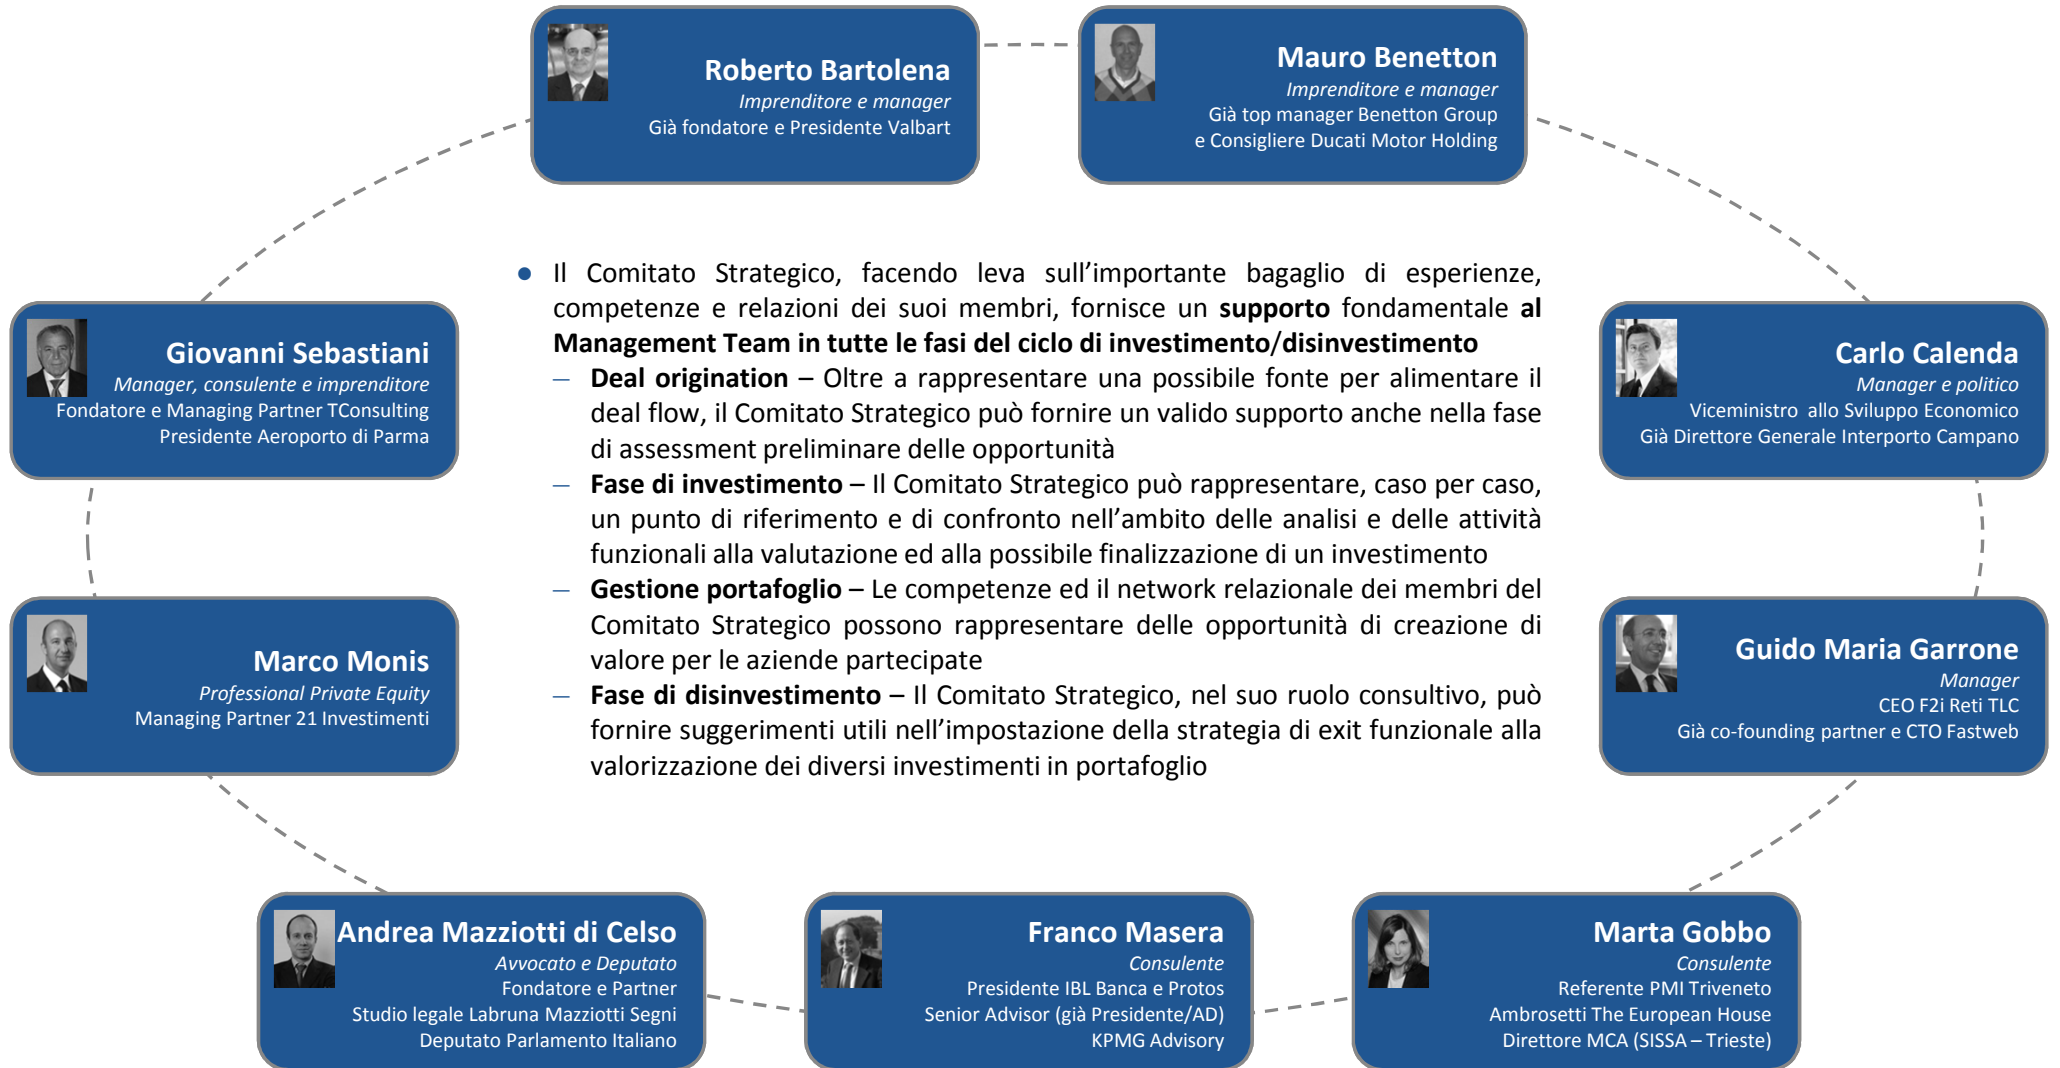 Roberto Bartolena
Imprenditore e manager
Già fondatore e Presidente Valbart
Mauro Benetton
Imprenditore e manager
Già top manager Benetton Group
e Consigliere Ducati Motor Holding
● Il Comitato Strategico, facendo leva sull’importante bagaglio di esperienze,
competenze e relazioni dei suoi membri, fornisce un supporto fondamentale al
Management Team in tutte le fasi del ciclo di investimento/disinvestimento
– Deal origination – Oltre a rappresentare una possibile fonte per alimentare il
deal flow, il Comitato Strategico può fornire un valido supporto anche nella fase
di assessment preliminare delle opportunità
– Fase di investimento – Il Comitato Strategico può rappresentare, caso per caso,
un punto di riferimento e di confronto nell’ambito delle analisi e delle attività
funzionali alla valutazione ed alla possibile finalizzazione di un investimento
– Gestione portafoglio – Le competenze ed il network relazionale dei membri del
Comitato Strategico possono rappresentare delle opportunità di creazione di
valore per le aziende partecipate
– Fase di disinvestimento – Il Comitato Strategico, nel suo ruolo consultivo, può
fornire suggerimenti utili nell’impostazione della strategia di exit funzionale alla
valorizzazione dei diversi investimenti in portafoglio
Giovanni Sebastiani
Manager, consulente e imprenditore
Fondatore e Managing Partner TConsulting
Presidente Aeroporto di Parma
Carlo Calenda
Manager e politico
Viceministro allo Sviluppo Economico
Già Direttore Generale Interporto Campano
Marco Monis
Professional Private Equity
Managing Partner 21 Investimenti
Guido Maria Garrone
Manager
CEO F2i Reti TLC
Già co-founding partner e CTO Fastweb
Andrea Mazziotti di Celso
Avvocato e Deputato
Fondatore e Partner
Studio legale Labruna Mazziotti Segni
Deputato Parlamento Italiano
Franco Masera
Consulente
Presidente IBL Banca e Protos
Senior Advisor (già Presidente/AD)
KPMG Advisory
Marta Gobbo
Consulente
Referente PMI Triveneto
Ambrosetti The European House
Direttore MCA (SISSA – Trieste)